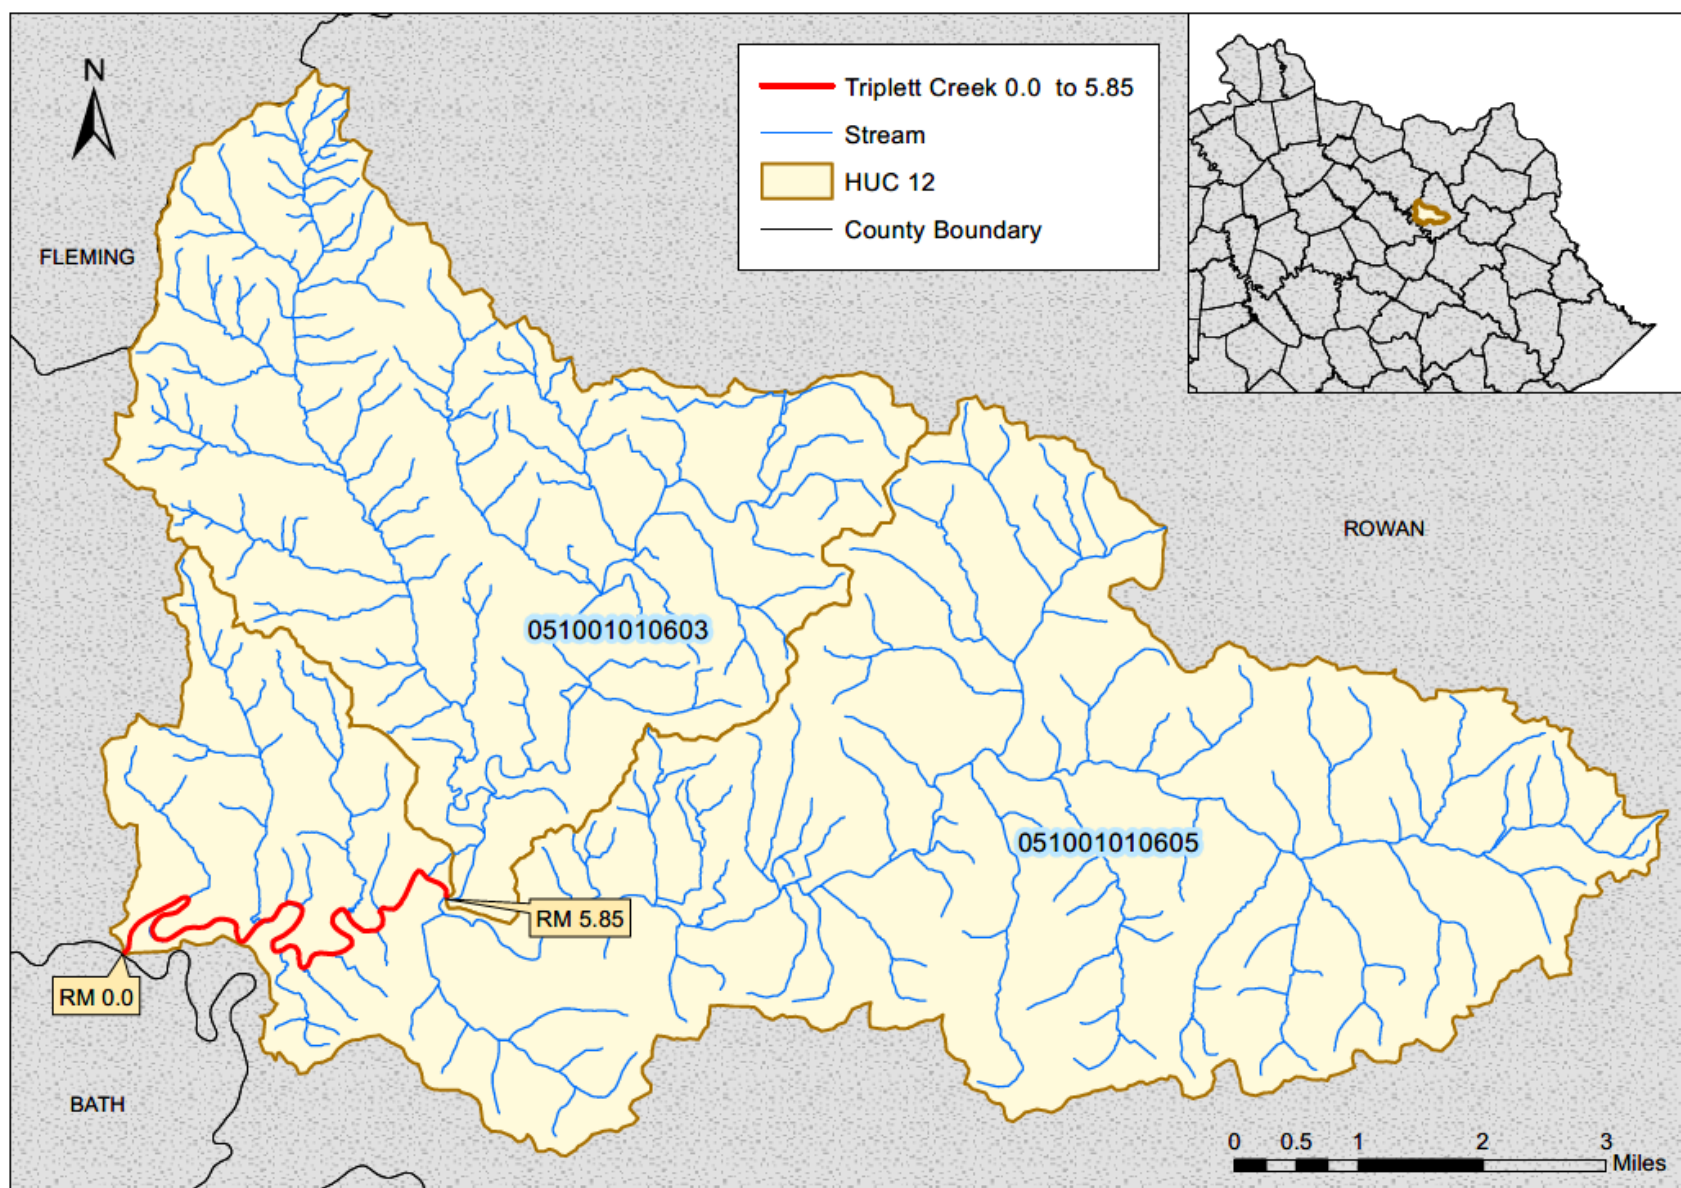 N
Triplett Creek 0.0 to 5.85
Stream
HUC 12
County Boundary
FLEMING
ROWAN
051001010603
051001010605
RM 5.85
RM 0.0
BATH
0 0.5 1 2 3
Miles